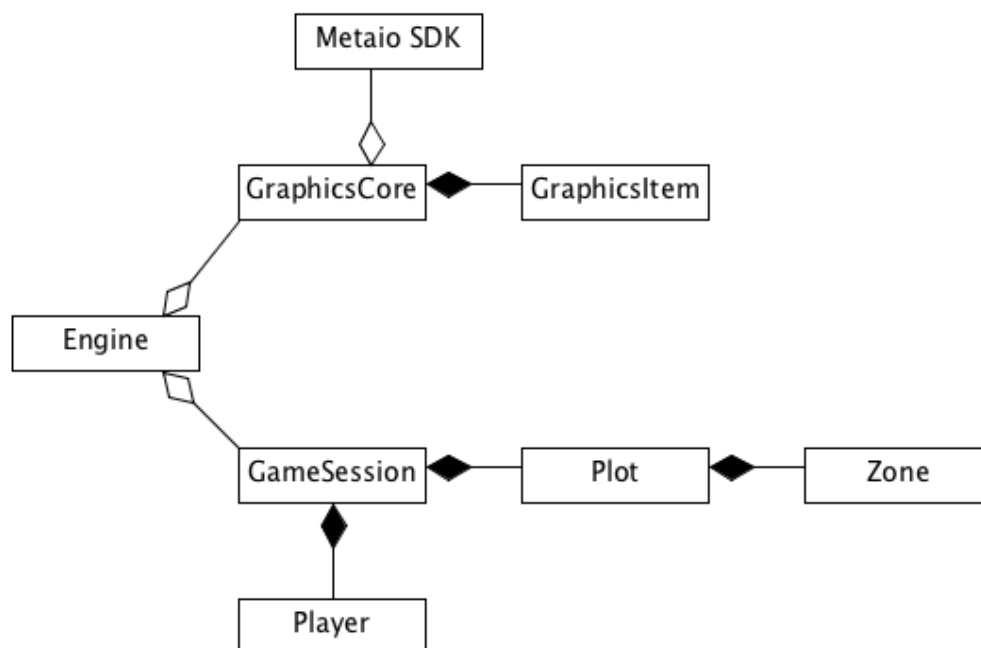 Metaio SDK
GraphicsCore
GraphicsItem
Engine
GameSession
Plot
Zone
Player